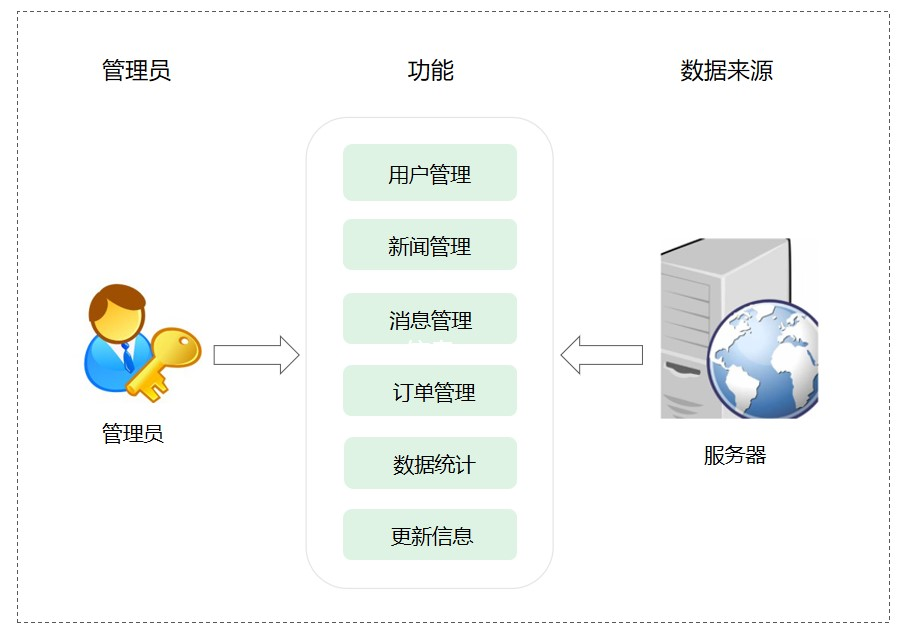 管理员
功能
数据来源
用户管理
新闻管理
消息管理
订单管理
数据统计
更新信息
管理员
服务器